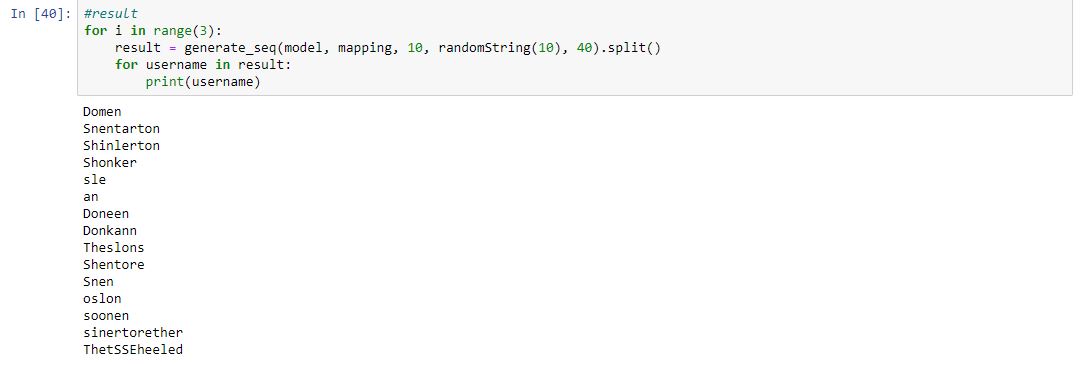 In [40]: #result
for i in range(3):
    result = generate_seq(model, mapping, 10, randomString(10), 40).split()
    for username in result:
        print(username)
Domen
Snentarton
Shinlerton
Shonker
sle
an
Doneen
Donkann
Theslons
Shentore
Snen
oslon
soonen
sinertorether
ThetSSEheeled